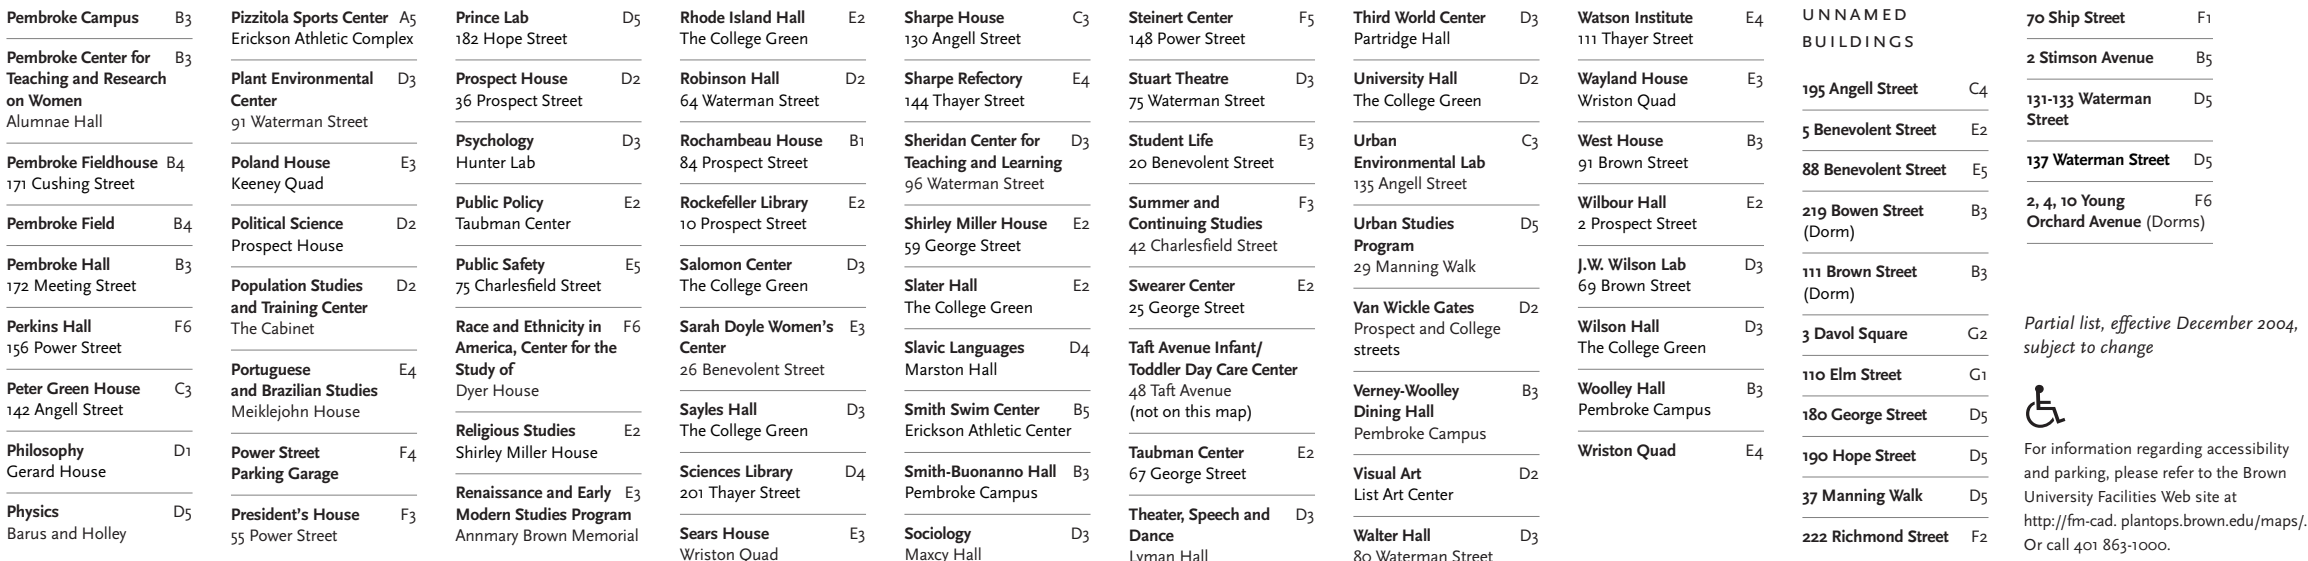 Pembroke Campus B3
Pembroke Center for B3
Teaching and Research
on Women
Alumnae Hall
Pembroke Fieldhouse B4
171 Cushing Street
Pembroke Field B4
Pembroke Hall B3
172 Meeting Street
Perkins Hall F6
156 Power Street
Peter Green House C3
142 Angell Street
Philosophy D1
Gerard House
Physics D5
Barus and Holley
Pizzitola Sports Center A5
Erickson Athletic Complex
Plant Environmental D3
Center
91 Waterman Street
Poland House E3
Keeney Quad
Political Science D2
Prospect House
Population Studies D2
and Training Center
The Cabinet
Portuguese E4
and Brazilian Studies
Meiklejohn House
Power Street F4
Parking Garage
President's House F3
55 Power Street
Prince Lab D5
182 Hope Street
Prospect House D2
36 Prospect Street
Psychology D3
Hunter Lab
Public Policy E2
Taubman Center
Public Safety E5
75 Charlesfield Street
Race and Ethnicity in F6
America, Center for the
Study of
Dyer House
Religious Studies E2
Shirley Miller House
Renaissance and Early E3
Modern Studies Program
Annmary Brown Memorial
Rhode Island Hall E2
The College Green
Robinson Hall D2
64 Waterman Street
Rochambeau House B1
84 Prospect Street
Rockefeller Library E2
10 Prospect Street
Salomon Center D3
The College Green
Sarah Doyle Women's E3
Center
26 Benevolent Street
Sayles Hall D3
The College Green
Sciences Library D4
201 Thayer Street
Sears House E3
Wriston Quad
Sharpe House C3
130 Angell Street
Sharpe Refectory E4
144 Thayer Street
Sheridan Center for D3
Teaching and Learning
96 Waterman Street
Shirley Miller House E2
59 George Street
Slater Hall E2
The College Green
Slavic Languages D4
Marston Hall
Smith Swim Center B5
Erickson Athletic Center
Smith-Buonanno Hall B3
Pembroke Campus
Sociology D3
Maxcy Hall
Steinert Center F5
148 Power Street
Stuart Theatre D3
75 Waterman Street
Student Life E3
20 Benevolent Street
Summer and F3
Continuing Studies
42 Charlesfield Street
Swearer Center E2
25 George Street
Taft Avenue Infant/
Toddler Day Care Center
48 Taft Avenue
(not on this map)
Taubman Center E2
67 George Street
Theater, Speech and D3
Dance
Lyman Hall
Third World Center D3
Partridge Hall
University Hall D2
The College Green
Urban C3
Environmental Lab
135 Angell Street
Urban Studies D5
Program
29 Manning Walk
Van Wickle Gates D2
Prospect and College
streets
Verney-Woolley B3
Dining Hall
Pembroke Campus
Visual Art D2
List Art Center
Walter Hall D3
80 Waterman Street
Watson Institute E4
111 Thayer Street
Wayland House E3
Wriston Quad
West House B3
91 Brown Street
Wilbour Hall E2
2 Prospect Street
J.W. Wilson Lab D3
69 Brown Street
Wilson Hall D3
The College Green
Woolley Hall B3
Pembroke Campus
Wriston Quad E4
UNNAMED
BUILDINGS
195 Angell Street C4
5 Benevolent Street E2
88 Benevolent Street E5
219 Bowen Street B3
(Dorm)
111 Brown Street B3
(Dorm)
3 Davol Square G2
110 Elm Street G1
180 George Street D5
190 Hope Street D5
37 Manning Walk D5
222 Richmond Street F2
70 Ship Street F1
2 Stimson Avenue B5
131-133 Waterman D5
Street
137 Waterman Street D5
2, 4, 10 Young F6
Orchard Avenue (Dorms)
Partial list, effective December 2004,
subject to change
For information regarding accessibility
and parking, please refer to the Brown
University Facilities Web site at
http://fm-cad. plantops.brown.edu/maps/.
Or call 401 863-1000.